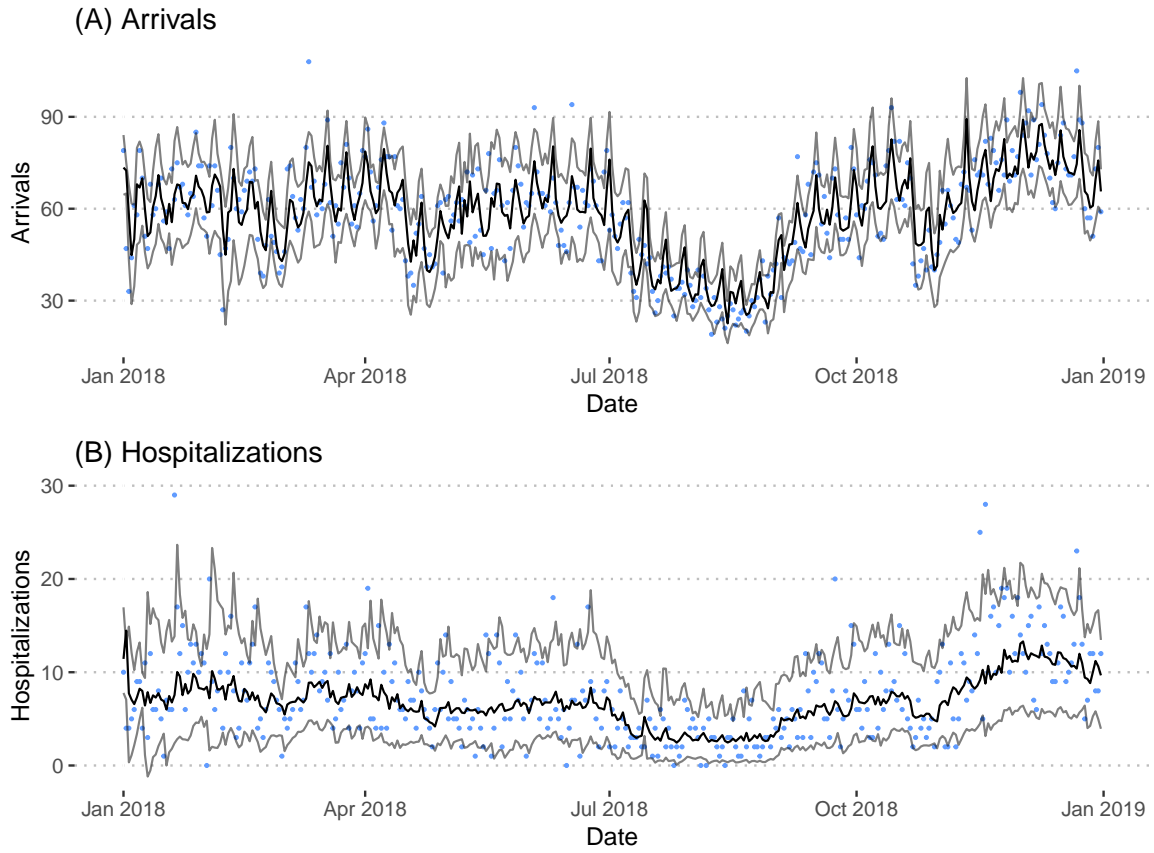 (A) Arrivals
Arrivals
90
60
30
Jan 2018
Apr 2018
Jul 2018
Oct 2018
Jan 2019
Date
(B) Hospitalizations
Hospitalizations
30
20
10
0
Jan 2018
Apr 2018
Jul 2018
Oct 2018
Jan 2019
Date